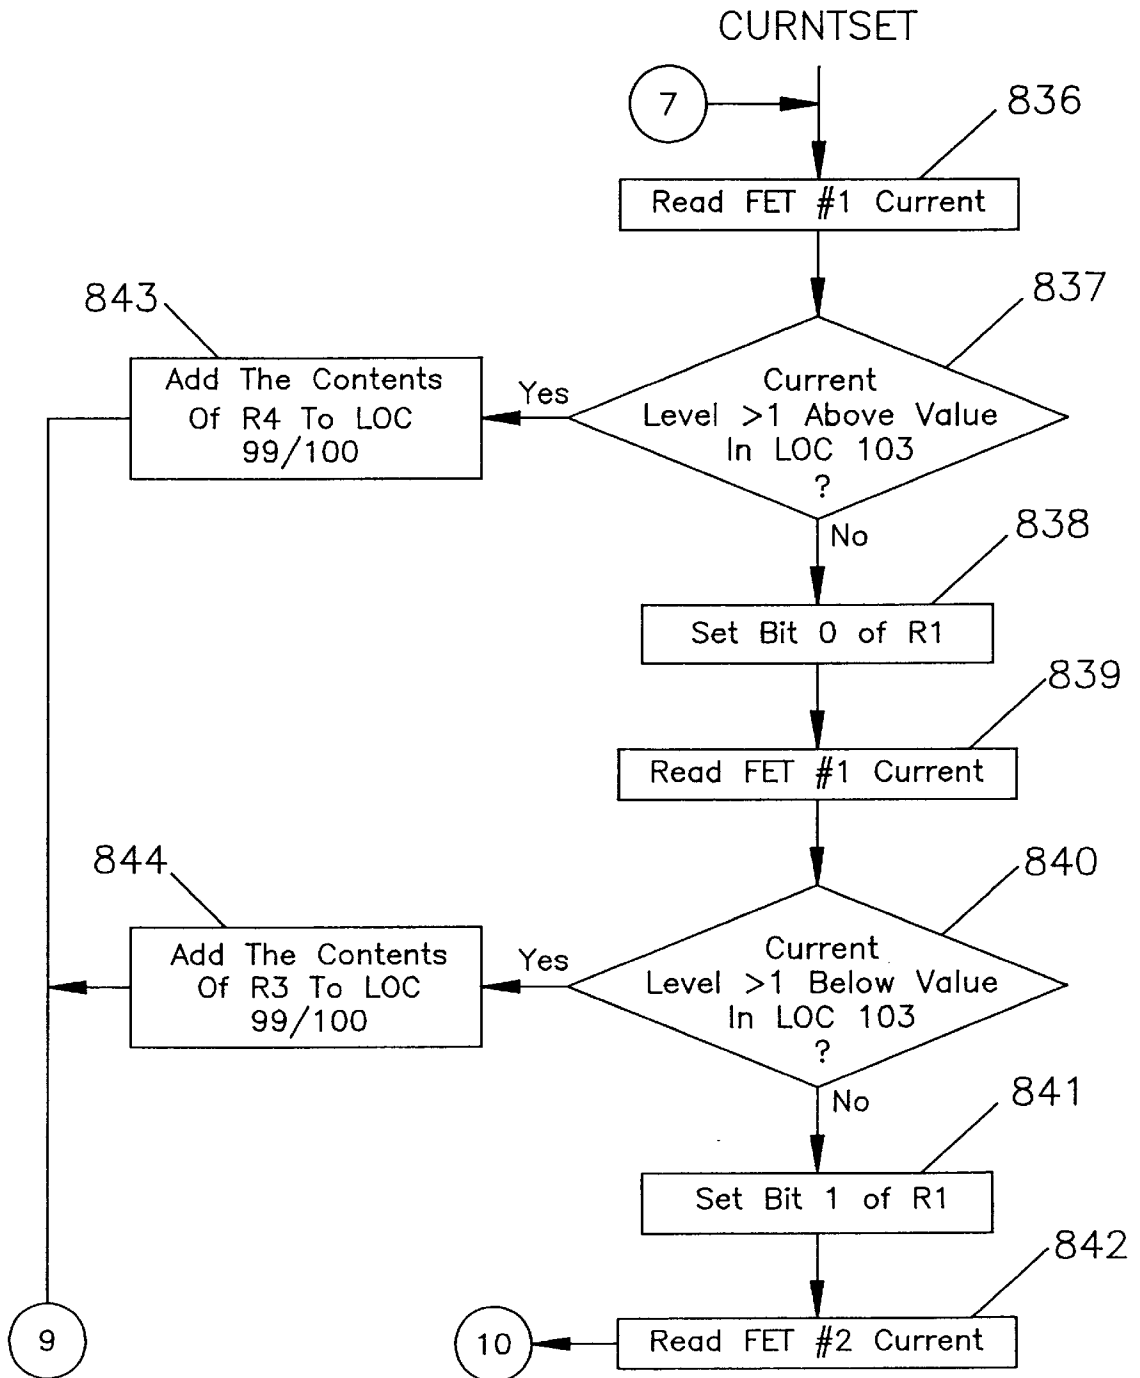 CURNTSET
7
836
Read FET #1 Current
837
843
Current
Level >1 Above Value
In LOC 103
?
Yes
Add The Contents
Of R4 To LOC
99/100
No
838
Set Bit 0 of R1
839
Read FET #1 Current
840
844
Current
Level >1 Below Value
In LOC 103
?
Yes
Add The Contents
Of R3 To LOC
99/100
No
841
Set Bit 1 of R1
842
Read FET #2 Current
10
9